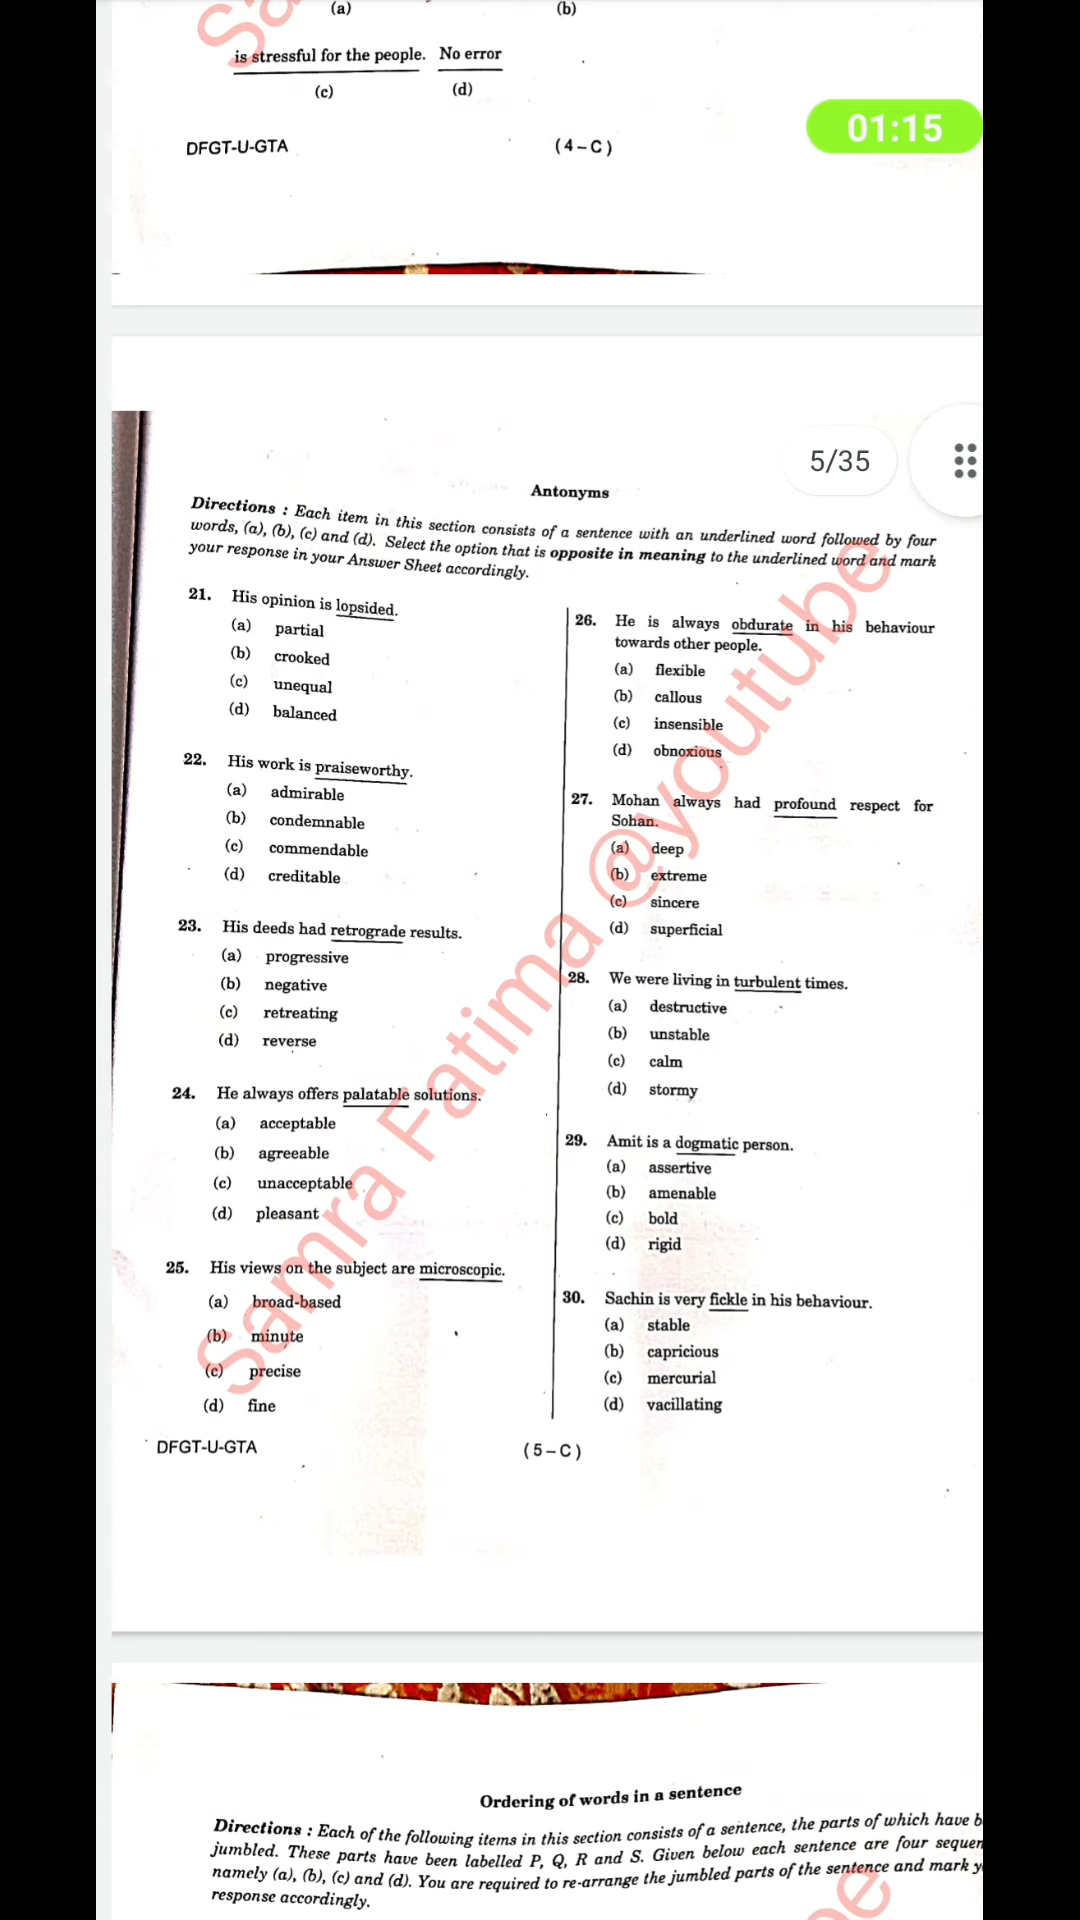 (a) (b)
is stressful for the people. No error
(c) (d)
DFGT-U-GTA (4-C)
01:15
5/35
Antonyms
Directions : Each item in this section consists of a sentence with an underlined word followed by four
words, (a), (b), (c) and (d). Select the option that is opposite in meaning to the underlined word and mark
your response in your Answer Sheet accordingly.
21. His opinion is lopsided.
(a) partial
(b) crooked
(c) unequal
(d) balanced
22. His work is praiseworthy.
(a) admirable
(b) condemnable
(c) commendable
(d) creditable
23. His deeds had retrograde results.
(a) progressive
(b) negative
(c) retreating
(d) reverse
24. He always offers palatable solutions.
(a) acceptable
(b) agreeable
(c) unacceptable
(d) pleasant
25. His views on the subject are microscopic.
(a) broad-based
(b) minute
(c) precise
(d) fine
26. He is always obdurate in his behaviour
towards other people.
(a) flexible
(b) callous
(c) insensible
(d) obnoxious
27. Mohan always had profound respect for
Sohan.
(a) deep
(b) extreme
(c) sincere
(d) superficial
28. We were living in turbulent times.
(a) destructive
(b) unstable
(c) calm
(d) stormy
29. Amit is a dogmatic person.
(a) assertive
(b) amenable
(c) bold
(d) rigid
30. Sachin is very fickle in his behaviour.
(a) stable
(b) capricious
(c) mercurial
(d) vacillating
DFGT-U-GTA (5-C)
Samra Fatima @youtube
Ordering of words in a sentence
Directions : Each of the following items in this section consists of a sentence, the parts of which have
jumbled. These parts have been labelled P, Q, R and S. Given below each sentence are four
namely (a), (b), (c) and (d). You are required to re-arrange the jumbled parts of the sentence and mark
response accordingly.